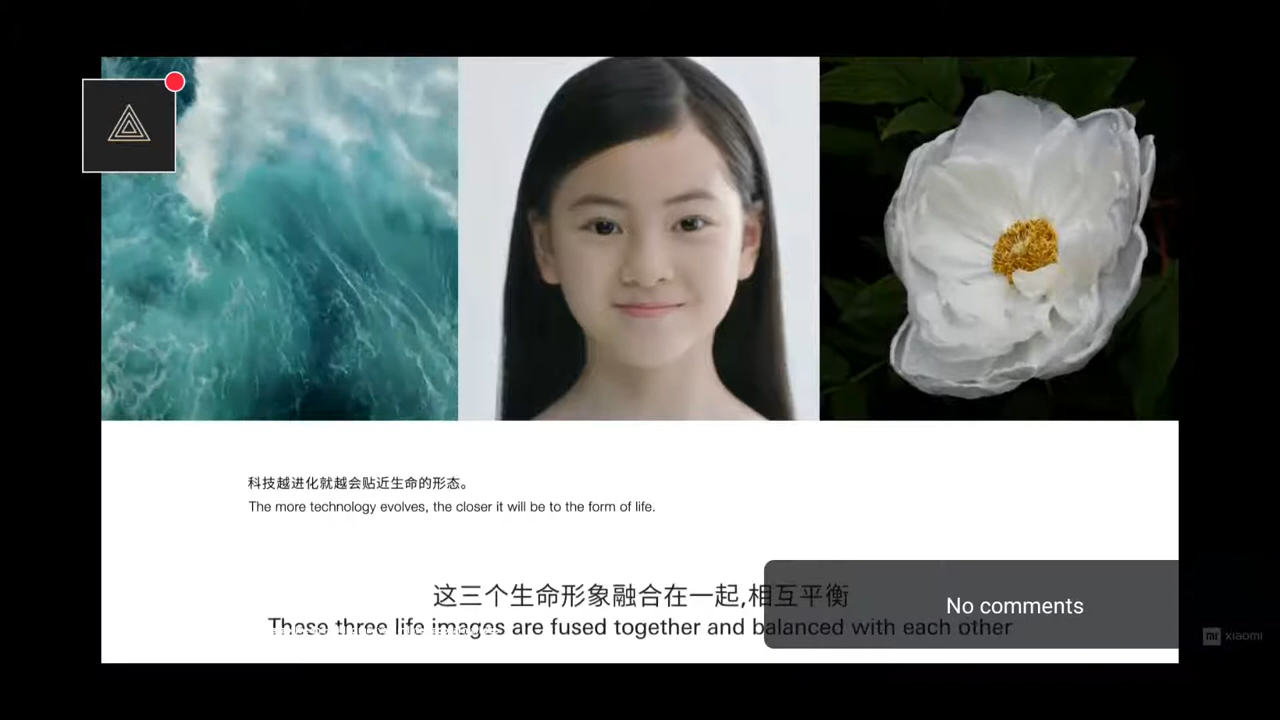 科技越进化就越会贴近生命的形态。
The more technology evolves, the closer it will be to the form of life.
这三个生命形象融合在一起,相互平衡
These three life images are fused together and balanced with each other
No comments
mi xiaomi